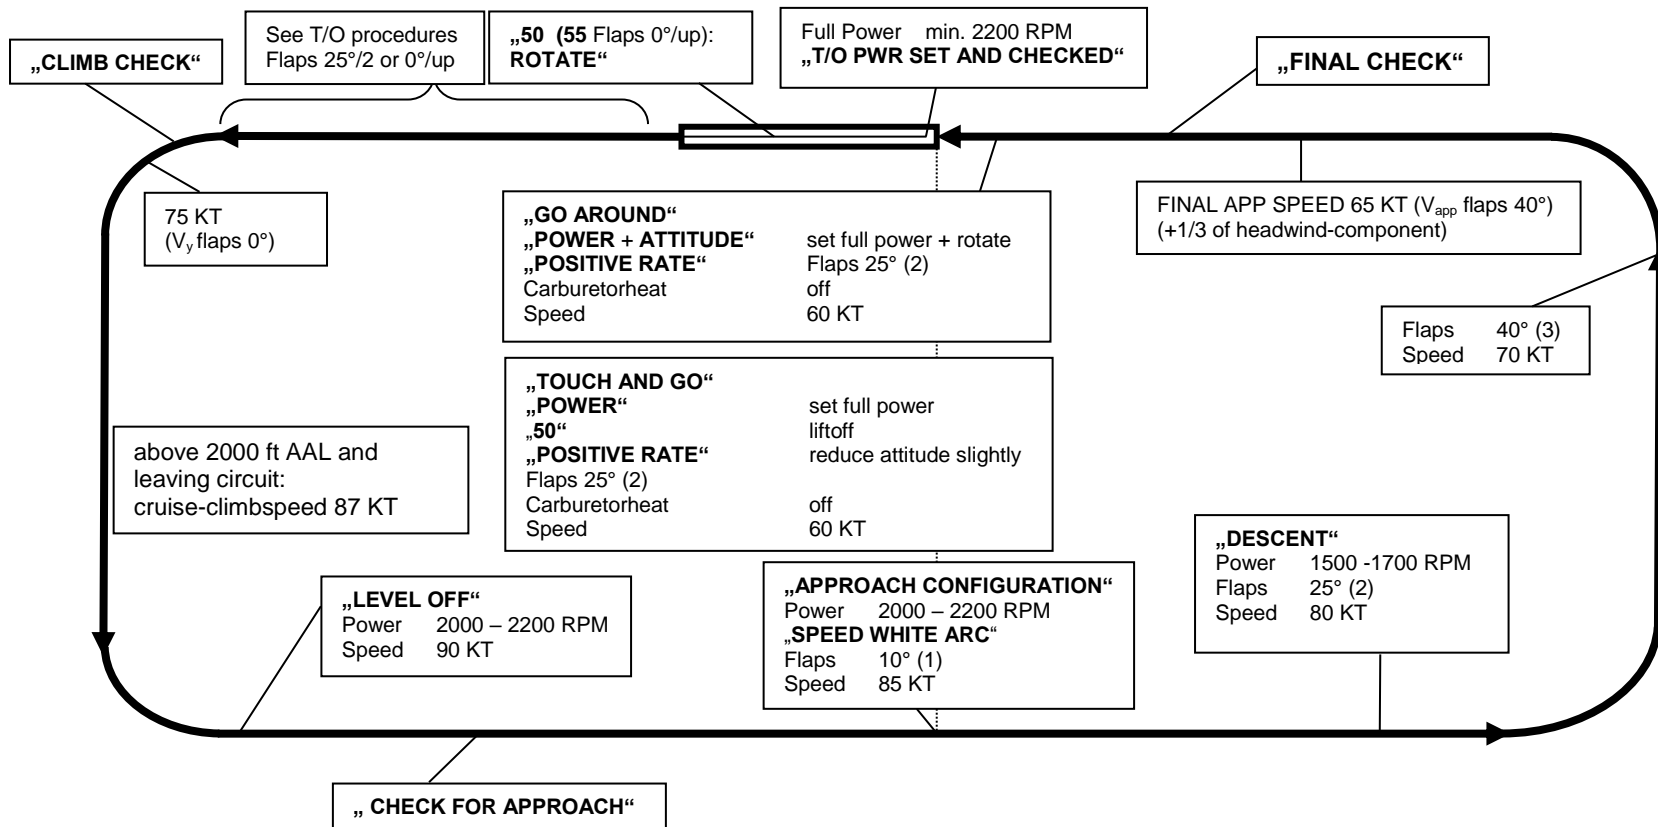 „CLIMB CHECK“
See T/O procedures
Flaps 25°/2 or 0°/up
„50 (55 Flaps 0°/up):
ROTATE“
Full Power min. 2200 RPM
„T/O PWR SET AND CHECKED“
„FINAL CHECK“
75 KT
(Vy flaps 0°)
„GO AROUND“
„POWER + ATTITUDE“ set full power + rotate
„POSITIVE RATE“ Flaps 25° (2)
Carburetorheat off
Speed 60 KT
FINAL APP SPEED 65 KT (Vapp flaps 40°)
(+1/3 of headwind-component)
Flaps 40° (3)
Speed 70 KT
„TOUCH AND GO“
„POWER“ set full power
„50“ liftoff
„POSITIVE RATE“ reduce attitude slightly
Flaps 25° (2)
Carburetorheat off
Speed 60 KT
above 2000 ft AAL and
leaving circuit:
cruise-climbspeed 87 KT
„LEVEL OFF“
Power 2000 – 2200 RPM
Speed 90 KT
„APPROACH CONFIGURATION“
Power 2000 – 2200 RPM
„SPEED WHITE ARC“
Flaps 10° (1)
Speed 85 KT
„DESCENT“
Power 1500 -1700 RPM
Flaps 25° (2)
Speed 80 KT
„ CHECK FOR APPROACH“